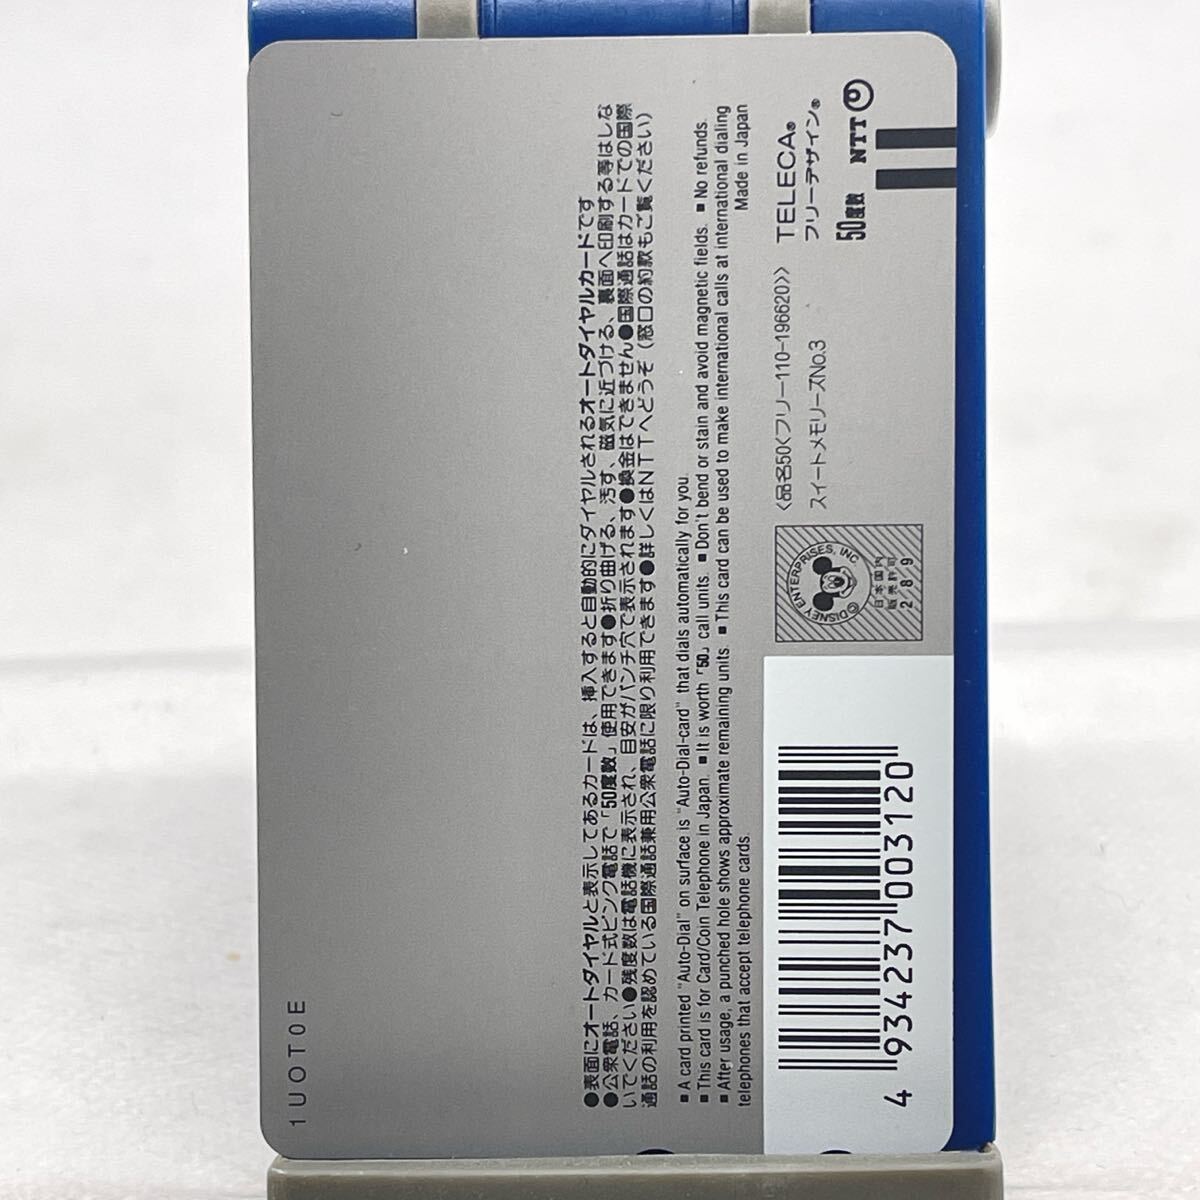 TELECA®
フリーデザイン®
50度数 NTT
〈品名50〈フリー110-196620〉〉
スイートメモリーズNo.3
©DISNEY ENTERPRISES, INC
日本国内
販売許可
289
4 934237 003120
●表面にオートダイヤルと表示してあるカードは、挿入すると自動的にダイヤルされるオートダイヤルカードです
●公衆電話、カード式ピンク電話で「50度数」使用できます●折り曲げる、汚す、磁気に近づける、裏面へ印刷する等はしな
いでください●残度数は電話機に表示され、目安がパンチ穴で表示されます●換金はできません●国際通話はカードでの国際
通話の利用を認めている国際通話兼用公衆電話に限り利用できます●詳しくはNTTへどうぞ（窓口の約款もご覧ください）
■ A card printed "Auto-Dial" on surface is "Auto-Dial-card" that dials automatically for you.
■ This card is for Card/Coin Telephone in Japan. ■ It is worth「50」call units. ■ Don't bend or stain and avoid magnetic fields. ■ No refunds.
■ After usage, a punched hole shows approximate remaining units. ■ This card can be used to make international calls at international dialing
telephones that accept telephone cards. Made in Japan
1UOT0E